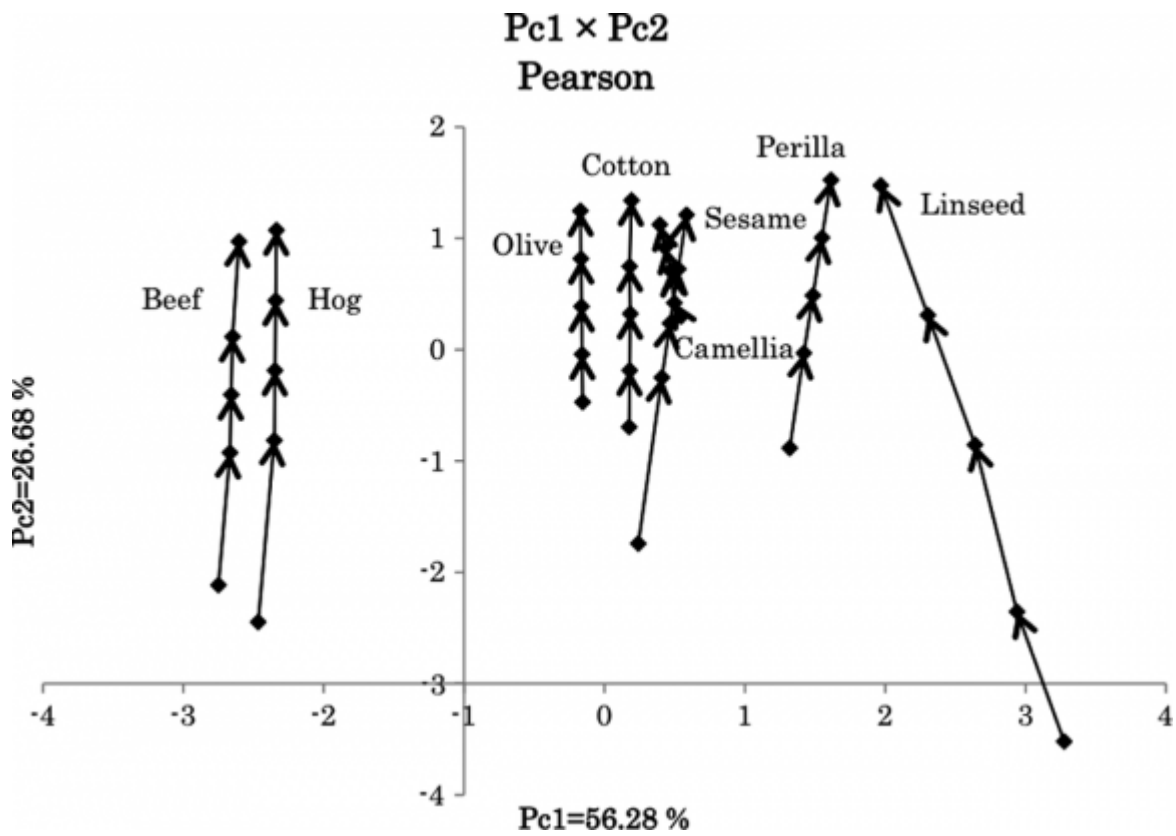 Pc1 × Pc2
Pearson
2
Perilla
Cotton
Linseed
Sesame
1
Olive
Beef
Hog
0
Camellia
-1
Pc2=26.68 %
-2
-3
-4
-3
-2
-1
0
1
2
3
4
-4
Pc1=56.28 %